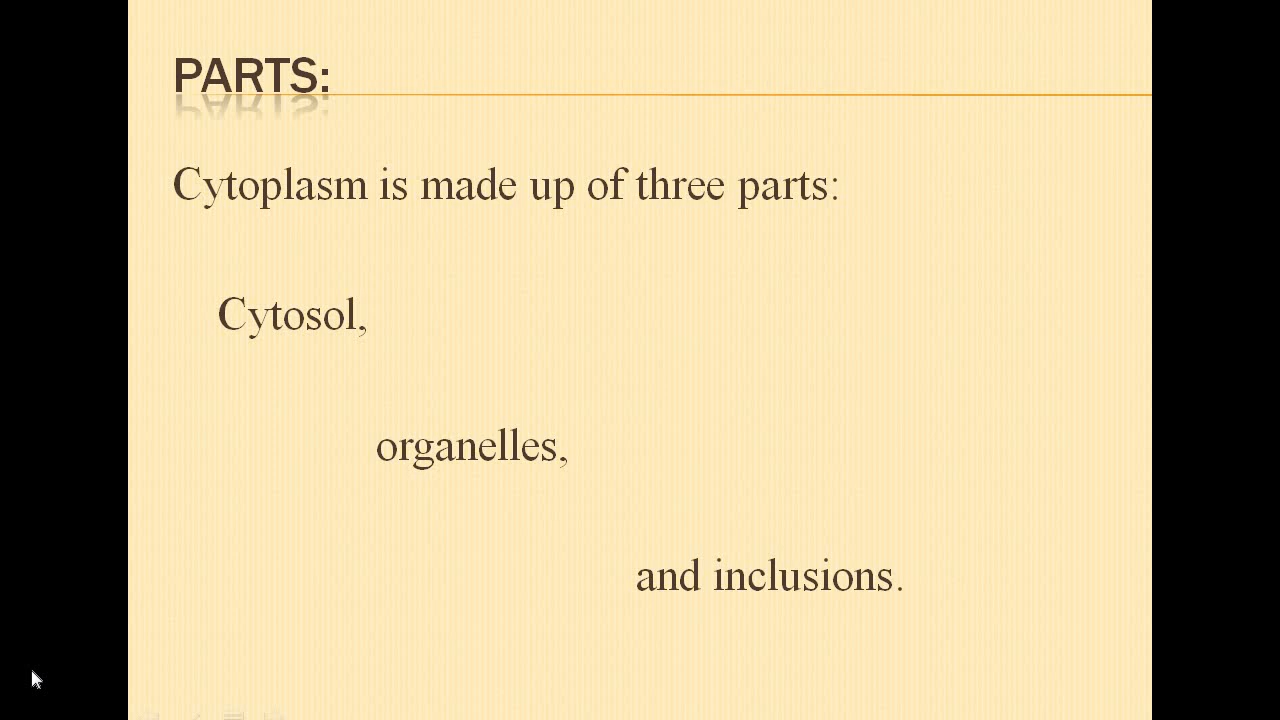 PARTS:
Cytoplasm is made up of three parts:
Cytosol,
organelles,
and inclusions.